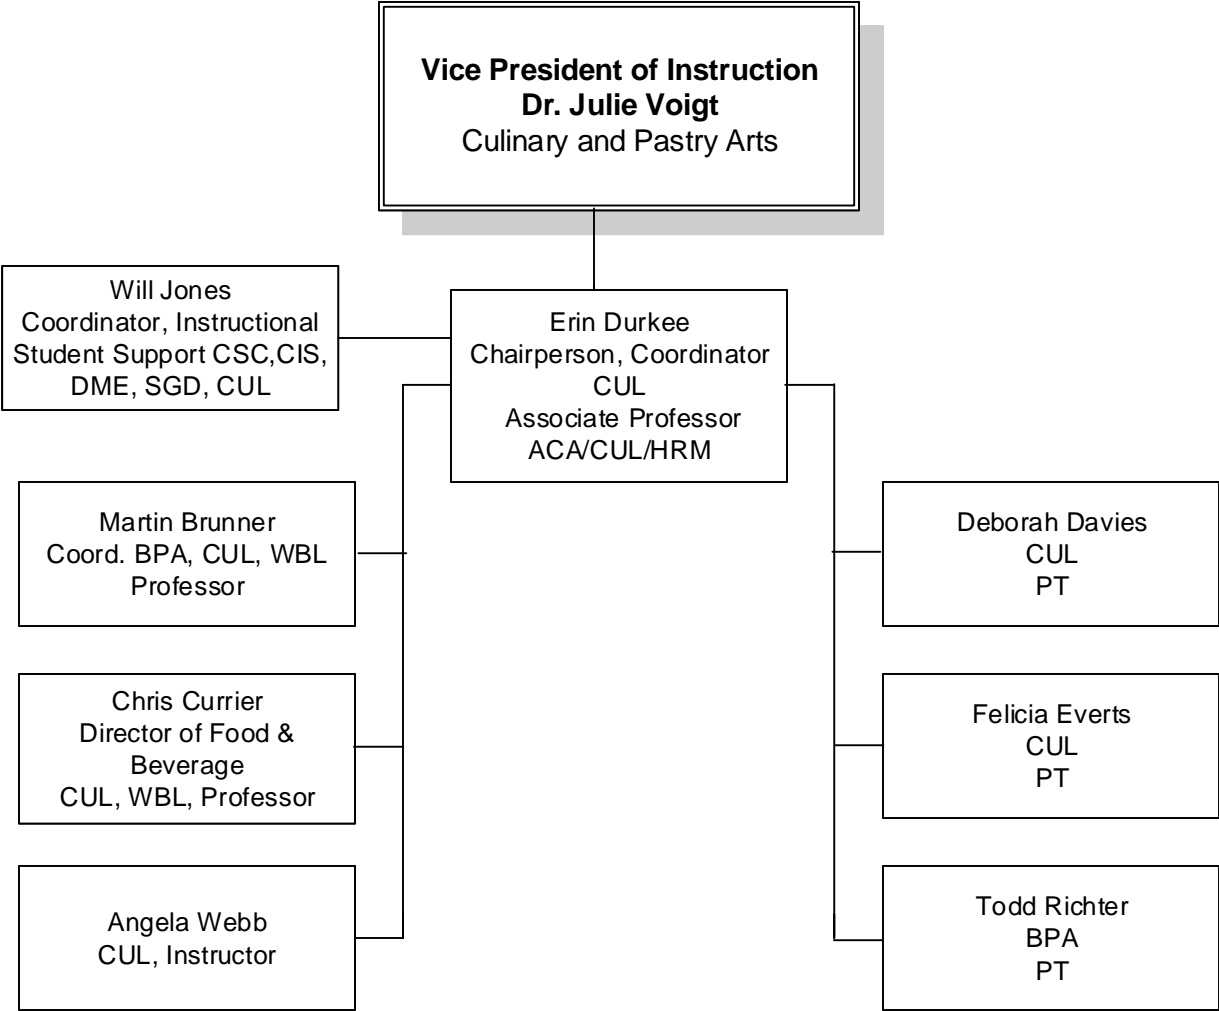 Vice President of Instruction
Dr. Julie Voigt
Culinary and Pastry Arts
Will Jones
Coordinator, Instructional
Student Support CSC,CIS,
DME, SGD, CUL
Erin Durkee
Chairperson, Coordinator
CUL
Associate Professor
ACA/CUL/HRM
Martin Brunner
Coord. BPA, CUL, WBL
Professor
Deborah Davies
CUL
PT
Chris Currier
Director of Food &
Beverage
CUL, WBL, Professor
Felicia Everts
CUL
PT
Angela Webb
CUL, Instructor
Todd Richter
BPA
PT